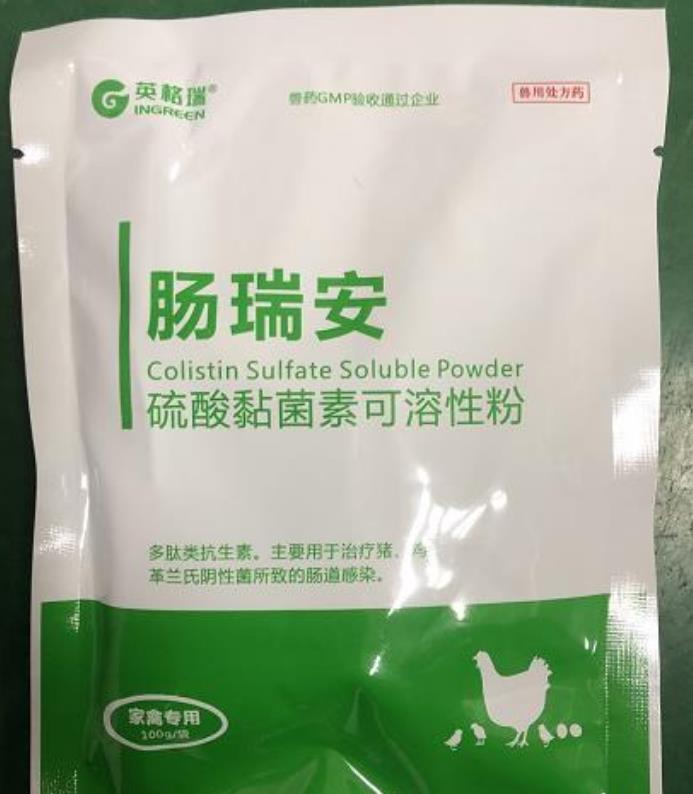 英格瑞®
INGREEN
兽药GMP验收通过企业
兽用处方药
肠瑞安
Colistin Sulfate Soluble Powder
硫酸黏菌素可溶性粉
多肽类抗生素。主要用于治疗猪、鸡
革兰氏阴性菌所致的肠道感染。
家禽专用
100g/袋